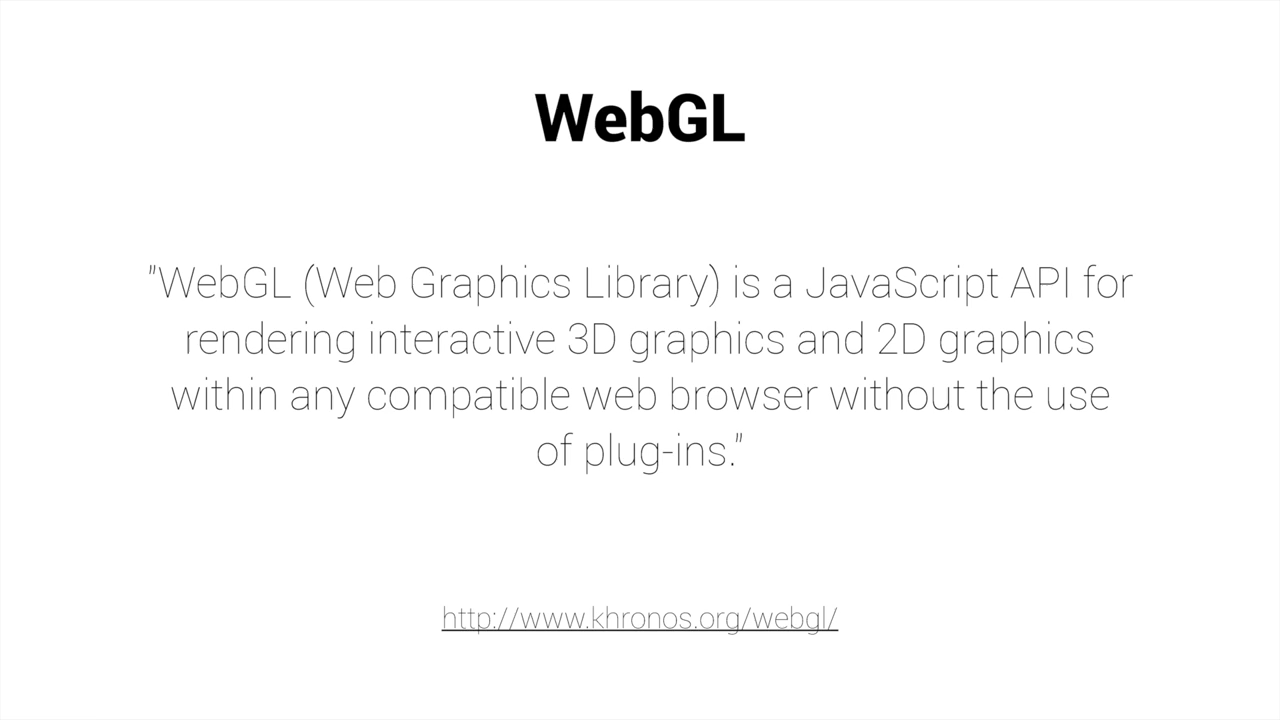 WebGL
"WebGL (Web Graphics Library) is a JavaScript API for
rendering interactive 3D graphics and 2D graphics
within any compatible web browser without the use
of plug-ins."
http://www.khronos.org/webgl/